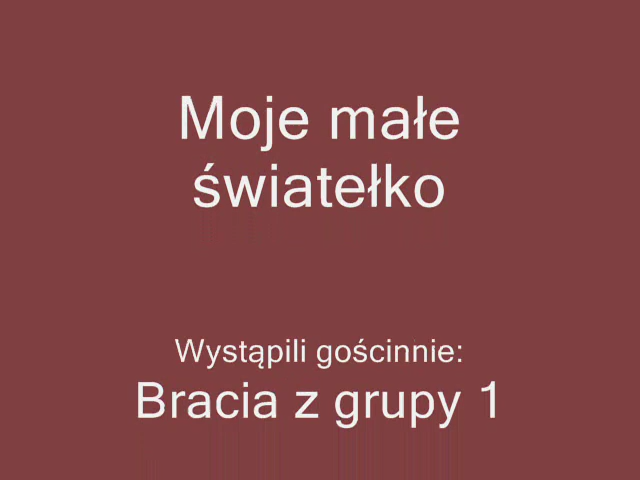 Moje małe
światełko
Wystąpili gościnnie:
Bracia z grupy 1